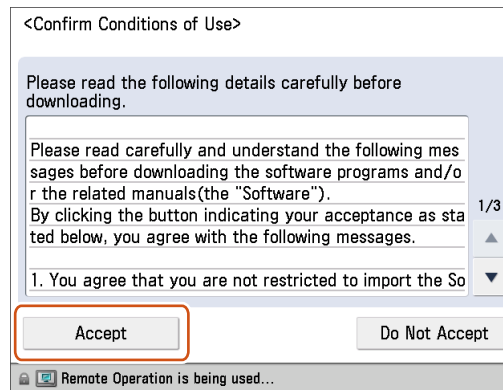 <Confirm Conditions of Use>
Please read the following details carefully before
downloading.
Please read carefully and understand the following mes
sages before downloading the software programs and/o
r the related manuals(the "Software").
By clicking the button indicating your acceptance as sta
ted below, you agree with the following messages.
1. You agree that you are not restricted to import the So
1/3
Accept
Do Not Accept
Remote Operation is being used...